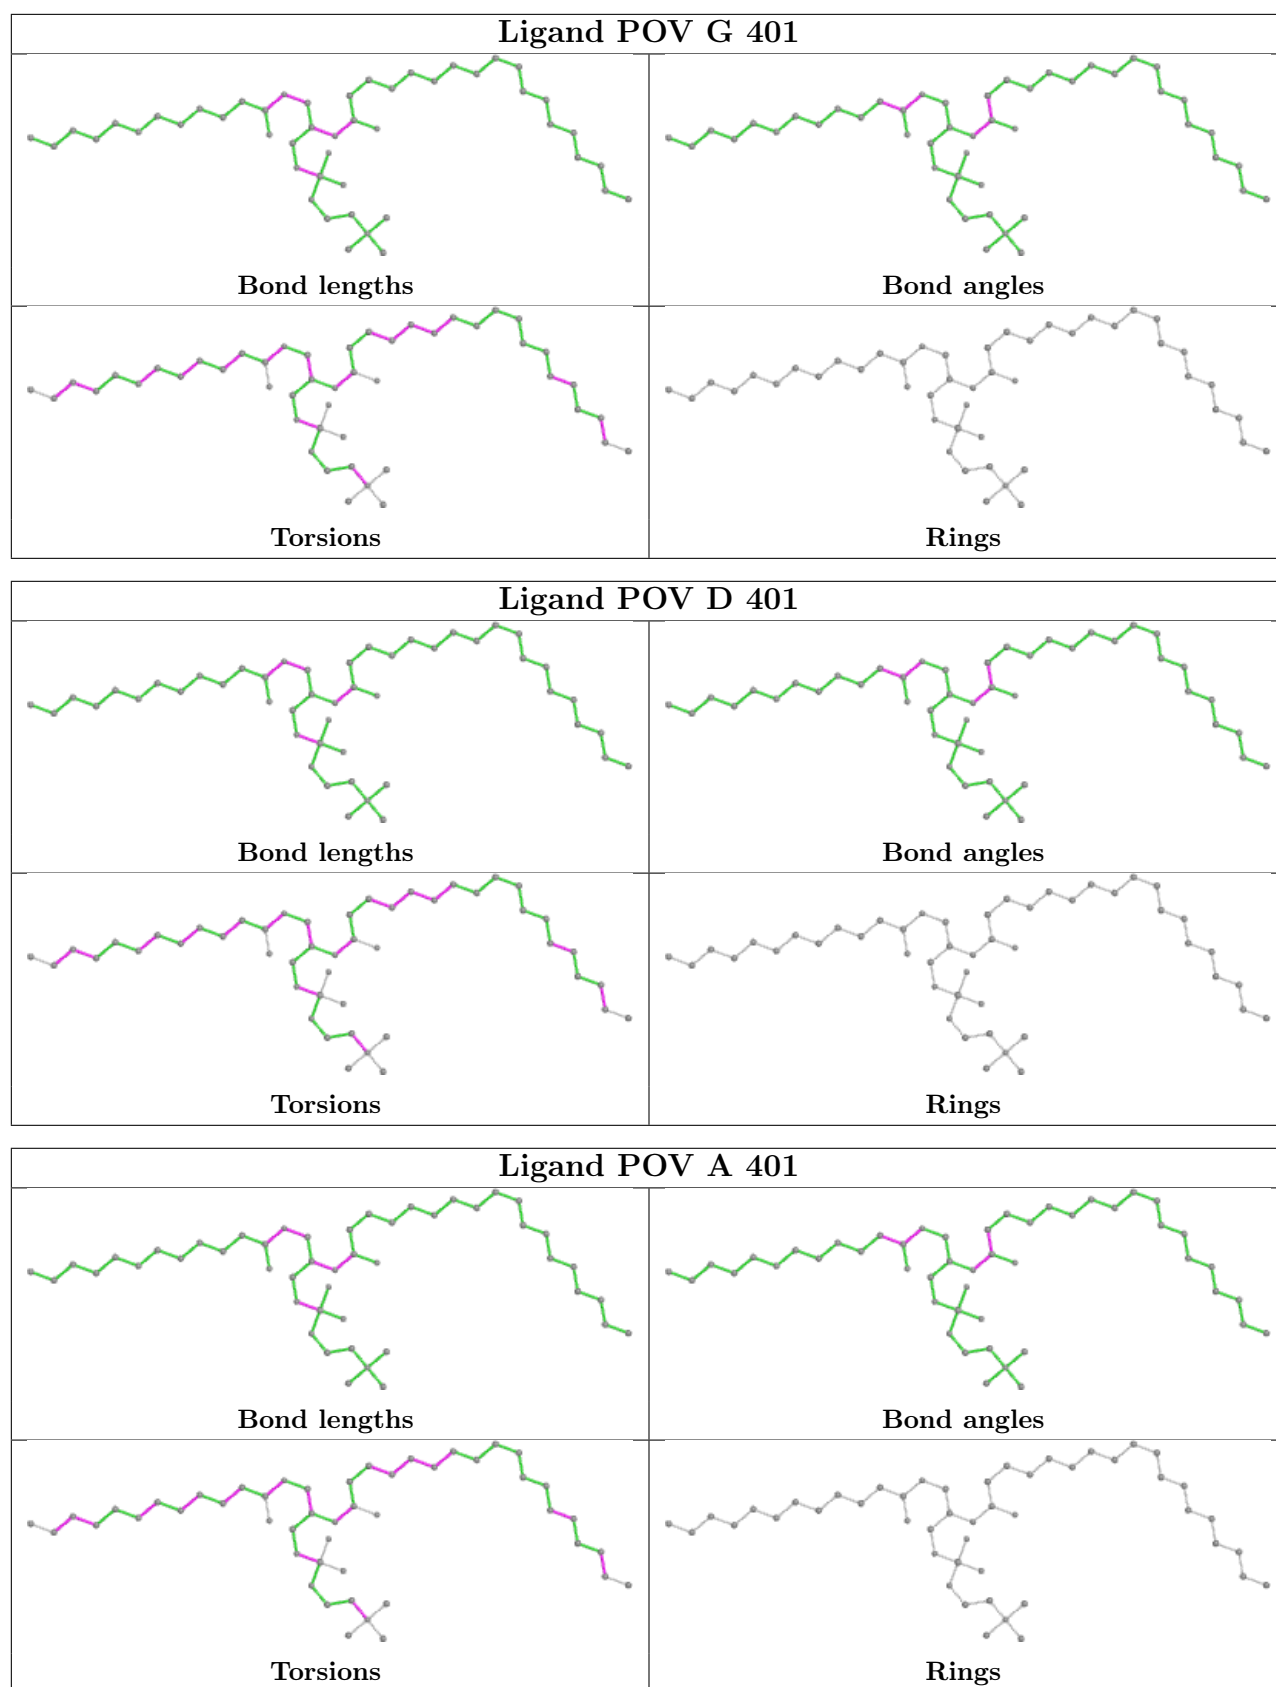 Ligand POV G 401
Bond lengths
Bond angles
Torsions
Rings
Ligand POV D 401
Bond lengths
Bond angles
Torsions
Rings
Ligand POV A 401
Bond lengths
Bond angles
Torsions
Rings